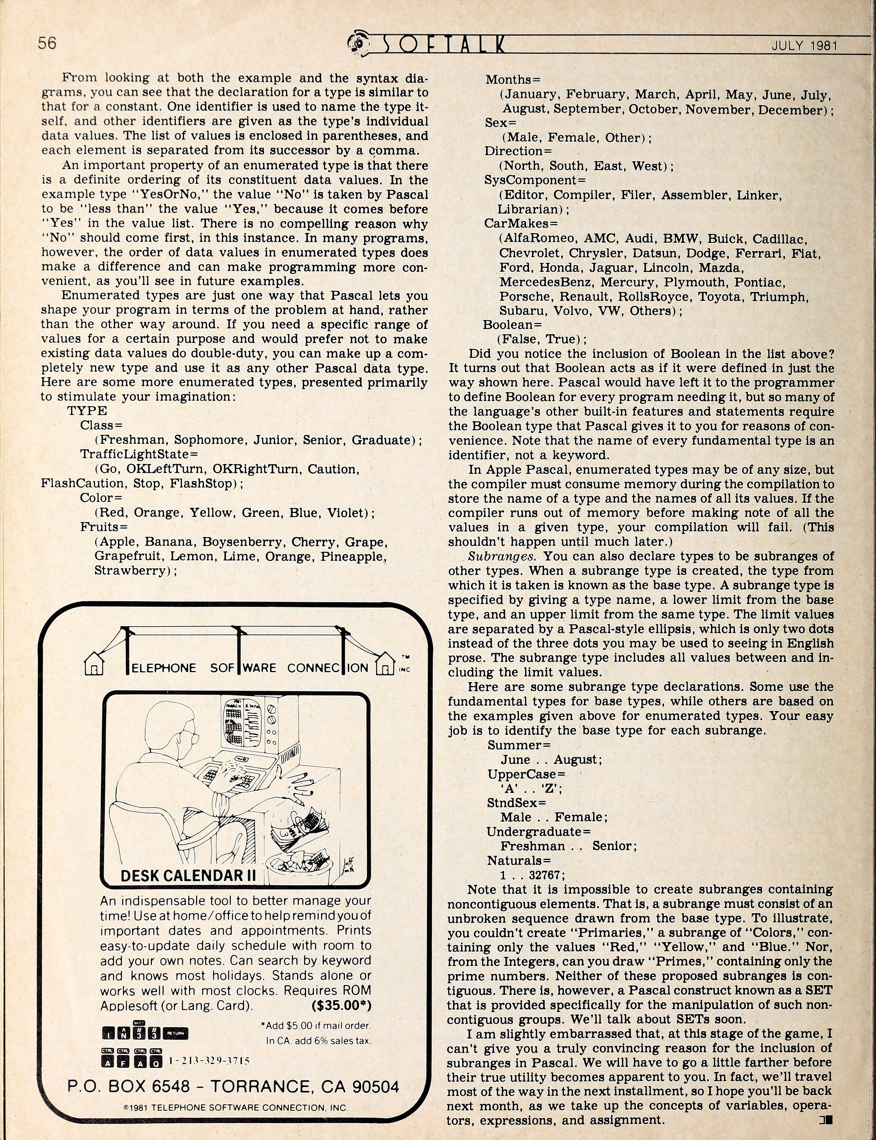 56
SOFTALK
JULY 1981
From looking at both the example and the syntax dia-
grams, you can see that the declaration for a type is similar to
that for a constant. One identifier is used to name the type it-
self, and other identifiers are given as the type's individual
data values. The list of values is enclosed in parentheses, and
each element is separated from its successor by a comma.
An important property of an enumerated type is that there
is a definite ordering of its constituent data values. In the
example type "YesOrNo," the value "No" is taken by Pascal
to be "less than" the value "Yes," because it comes before
"Yes" in the value list. There is no compelling reason why
"No" should come first, in this instance. In many programs,
however, the order of data values in enumerated types does
make a difference and can make programming more con-
venient, as you'll see in future examples.
Enumerated types are just one way that Pascal lets you
shape your program in terms of the problem at hand, rather
than the other way around. If you need a specific range of
values for a certain purpose and would prefer not to make
existing data values do double-duty, you can make up a com-
pletely new type and use it as any other Pascal data type.
Here are some more enumerated types, presented primarily
to stimulate your imagination:
TYPE
Class=
(Freshman, Sophomore, Junior, Senior, Graduate);
TrafficLightState=
(Go, OKLeftTurn, OKRightTurn, Caution,
FlashCaution, Stop, FlashStop);
Color=
(Red, Orange, Yellow, Green, Blue, Violet);
Fruits=
(Apple, Banana, Boysenberry, Cherry, Grape,
Grapefruit, Lemon, Lime, Orange, Pineapple,
Strawberry);
TELEPHONE SOFTWARE CONNECTION INC ™
DESK CALENDAR II
An indispensable tool to better manage your
time! Use at home/office to help remind you of
important dates and appointments. Prints
easy-to-update daily schedule with room to
add your own notes. Can search by keyword
and knows most holidays. Stands alone or
works well with most clocks. Requires ROM
Applesoft (or Lang. Card). ($35.00*)
*Add $5.00 if mail order.
In CA. add 6% sales tax.
RETURN
CTRL CTRL CTRL CTRL
A F A Q 1-213-329-3715
P.O. BOX 6548 – TORRANCE, CA 90504
©1981 TELEPHONE SOFTWARE CONNECTION, INC.
Months=
(January, February, March, April, May, June, July,
August, September, October, November, December);
Sex=
(Male, Female, Other);
Direction=
(North, South, East, West);
SysComponent=
(Editor, Compiler, Filer, Assembler, Linker,
Librarian);
CarMakes=
(AlfaRomeo, AMC, Audi, BMW, Buick, Cadillac,
Chevrolet, Chrysler, Datsun, Dodge, Ferrari, Fiat,
Ford, Honda, Jaguar, Lincoln, Mazda,
MercedesBenz, Mercury, Plymouth, Pontiac,
Porsche, Renault, RollsRoyce, Toyota, Triumph,
Subaru, Volvo, VW, Others);
Boolean=
(False, True);
Did you notice the inclusion of Boolean in the list above?
It turns out that Boolean acts as if it were defined in just the
way shown here. Pascal would have left it to the programmer
to define Boolean for every program needing it, but so many of
the language's other built-in features and statements require
the Boolean type that Pascal gives it to you for reasons of con-
venience. Note that the name of every fundamental type is an
identifier, not a keyword.
In Apple Pascal, enumerated types may be of any size, but
the compiler must consume memory during the compilation to
store the name of a type and the names of all its values. If the
compiler runs out of memory before making note of all the
values in a given type, your compilation will fail. (This
shouldn't happen until much later.)
Subranges. You can also declare types to be subranges of
other types. When a subrange type is created, the type from
which it is taken is known as the base type. A subrange type is
specified by giving a type name, a lower limit from the base
type, and an upper limit from the same type. The limit values
are separated by a Pascal-style ellipsis, which is only two dots
instead of the three dots you may be used to seeing in English
prose. The subrange type includes all values between and in-
cluding the limit values.
Here are some subrange type declarations. Some use the
fundamental types for base types, while others are based on
the examples given above for enumerated types. Your easy
job is to identify the base type for each subrange.
Summer=
June . . August;
UpperCase=
'A' . . 'Z';
StndSex=
Male . . Female;
Undergraduate=
Freshman . . Senior;
Naturals=
1 . . 32767;
Note that it is impossible to create subranges containing
noncontiguous elements. That is, a subrange must consist of an
unbroken sequence drawn from the base type. To illustrate,
you couldn't create "Primaries," a subrange of "Colors," con-
taining only the values "Red," "Yellow," and "Blue." Nor,
from the Integers, can you draw "Primes," containing only the
prime numbers. Neither of these proposed subranges is con-
tiguous. There is, however, a Pascal construct known as a SET
that is provided specifically for the manipulation of such non-
contiguous groups. We'll talk about SETs soon.
I am slightly embarrassed that, at this stage of the game, I
can't give you a truly convincing reason for the inclusion of
subranges in Pascal. We will have to go a little farther before
their true utility becomes apparent to you. In fact, we'll travel
most of the way in the next installment, so I hope you'll be back
next month, as we take up the concepts of variables, opera-
tors, expressions, and assignment.